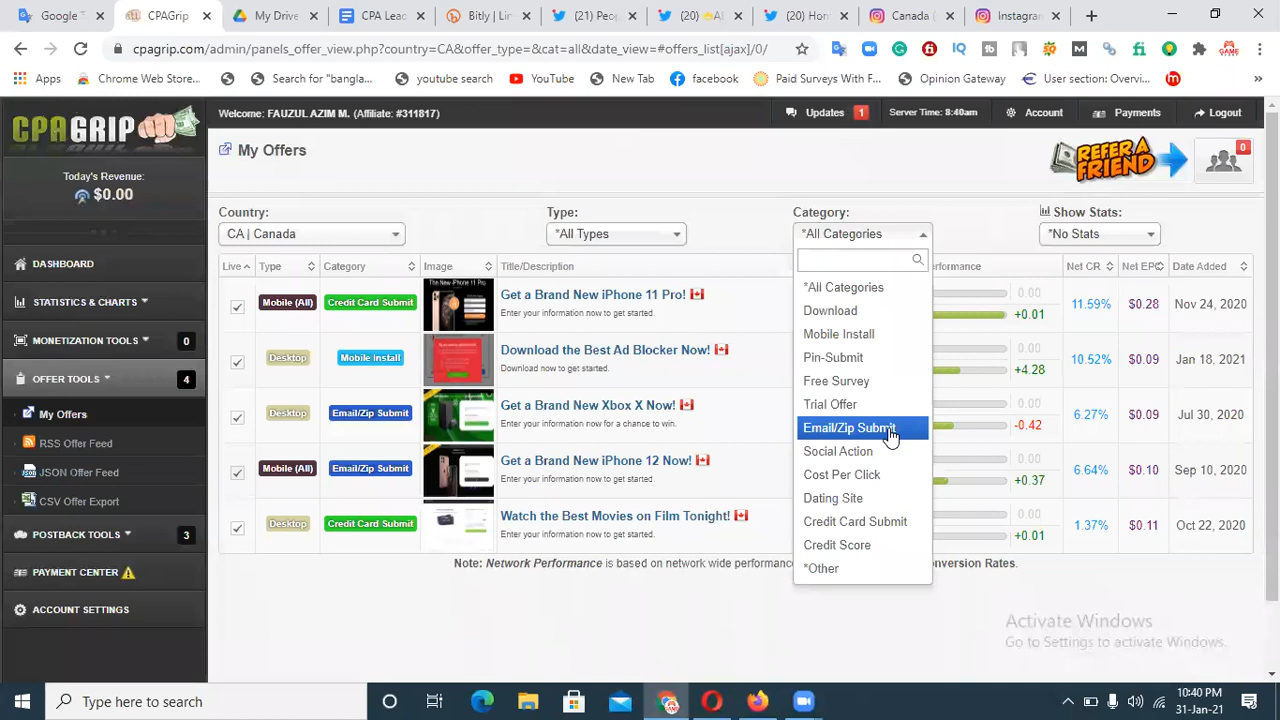 Google T
CPAGrip
My Drive
CPA Lead
Bitly | Lin
(21) Peop
(20) Al
(20) Hon
Canada (
Instagram
cpagrip.com/admin/panels_offer_view.php?country=CA&offer_type=&cat=all&date_view=#offers_list[ajax]/0/
Apps
Chrome Web Store...
Search for "bangla...
youtube search
YouTube
New Tab
facebook
Paid Surveys With F...
Opinion Gateway
User section: Overvi...
»
CPAGRIP
Welcome: FAUZUL.AZIM M. (Affiliate: #311817)
Updates 1
Server Time: 8:40am
Account
Payments
Logout
Today's Revenue
$0.00
My Offers
REFER A FRIEND
0
Country:
Type:
Category:
Show Stats:
CA | Canada
*All Types
*All Categories
*No Stats
DASHBOARD
STATISTICS & CHARTS
MONETIZATION TOOLS 0
OFFER TOOLS 4
My Offers
RSS Offer Feed
JSON Offer Feed
CSV Offer Export
POSTBACK TOOLS 3
PAYMENT CENTER
ACCOUNT SETTINGS
Live Type Category Image Title/Description erformance Net CR Net EPC Date Added
Mobile (All) Credit Card Submit The New iPhone 11 Pro Get a Brand New iPhone 11 Pro! 0.00 +0.01 11.59% $0.28 Nov 24, 2020
Enter your information now to get started.
Desktop Mobile Install Download the Best Ad Blocker Now! 0.00 +4.28 10.52% $0.09 Jan 18, 2021
Download now to get started.
Desktop Email/Zip Submit Get a Brand New Xbox X Now! 0.00 -0.42 6.27% $0.09 Jul 30, 2020
Enter your information now for a chance to win.
Mobile (All) Email/Zip Submit Get a Brand New iPhone 12 Now! 0.00 +0.37 6.64% $0.10 Sep 10, 2020
Enter your information now to get started.
Desktop Credit Card Submit Watch the Best Movies on Film Tonight! 0.00 +0.01 1.37% $0.11 Oct 22, 2020
Enter your information now to get started.
*All Categories
Download
Mobile Install
Pin-Submit
Free Survey
Trial Offer
Email/Zip Submit
Social Action
Cost Per Click
Dating Site
Credit Card Submit
Credit Score
*Other
Note: Network Performance is based on network wide performa onversion Rates.
Activate Windows
Go to Settings to activate Windows.
Type here to search
10:40 PM
31-Jan-21